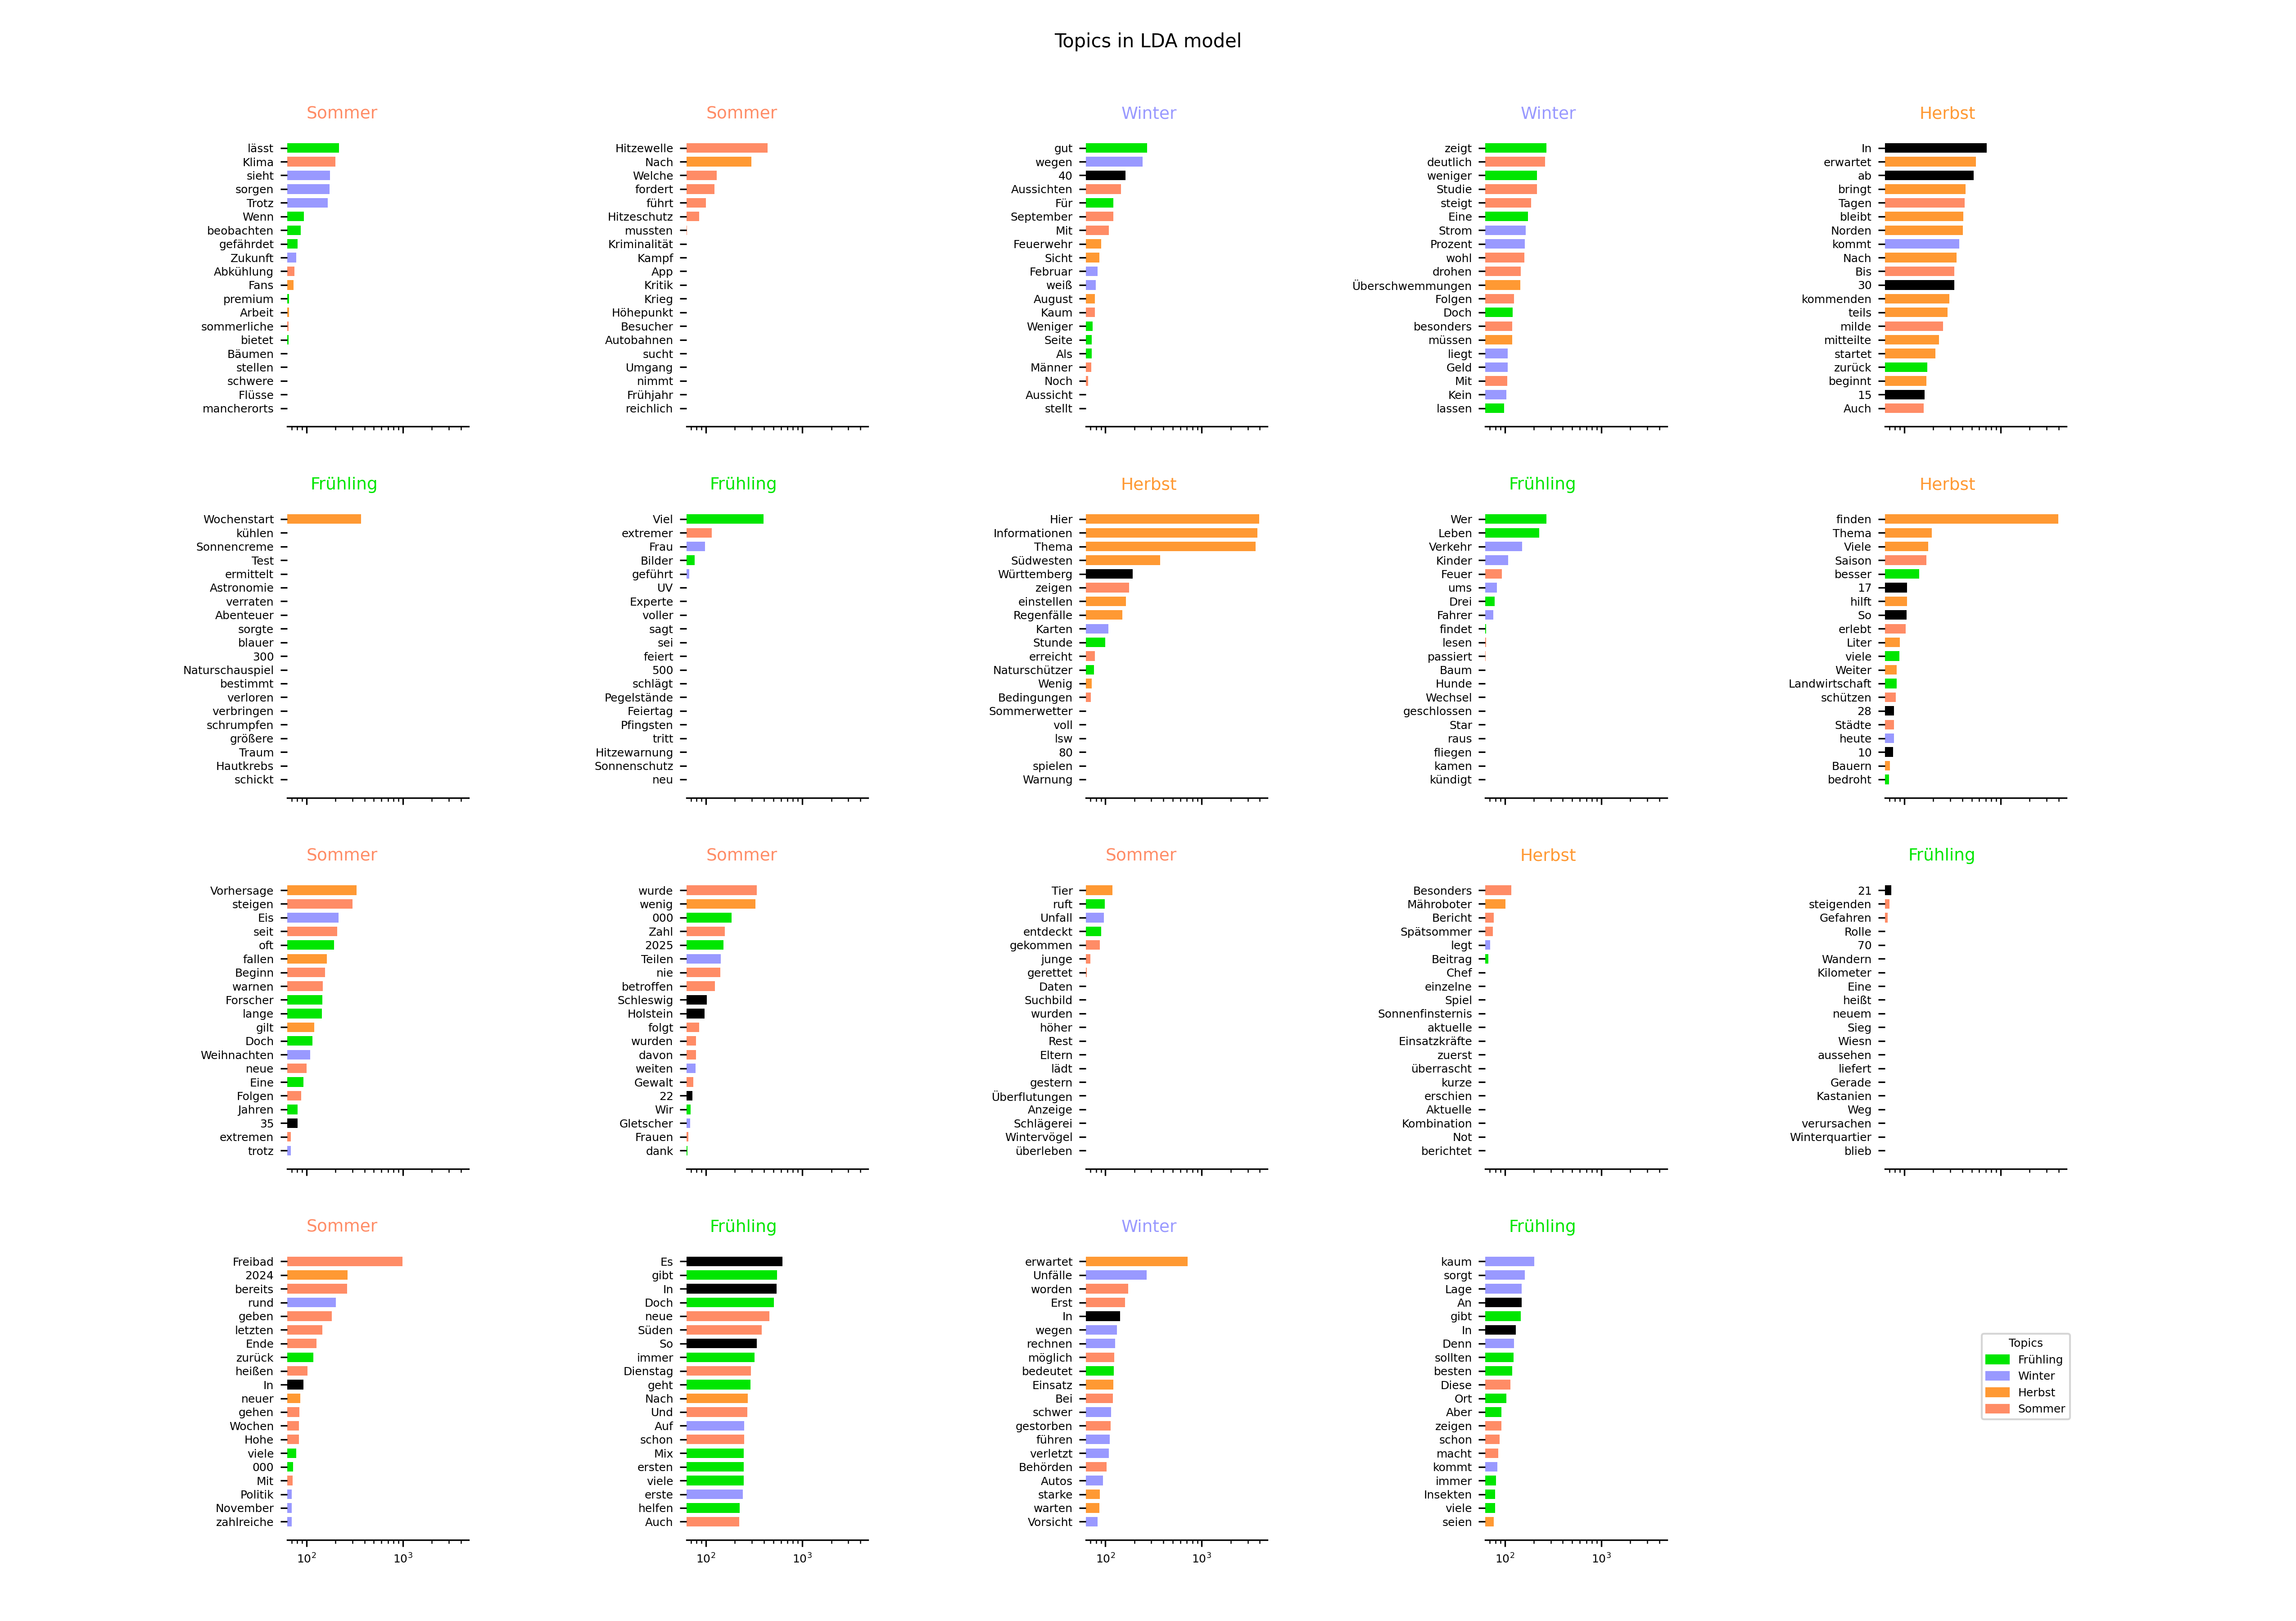 Topics in LDA model
Sommer
lässt
Klima
sieht
sorgen
Trotz
Wenn
beobachten
gefährdet
Zukunft
Abkühlung
Fans
premium
Arbeit
sommerliche
bietet
Bäumen
stellen
schwere
Flüsse
mancherorts
Sommer
Hitzewelle
Nach
Welche
fordert
führt
Hitzeschutz
mussten
Kriminalität
Kampf
App
Kritik
Krieg
Höhepunkt
Besucher
Autobahnen
sucht
Umgang
nimmt
Frühjahr
reichlich
Winter
gut
wegen
40
Aussichten
Für
September
Mit
Feuerwehr
Sicht
Februar
weiß
August
Kaum
Weniger
Seite
Als
Männer
Noch
Aussicht
stellt
Winter
zeigt
deutlich
weniger
Studie
steigt
Eine
Strom
Prozent
wohl
drohen
Überschwemmungen
Folgen
Doch
besonders
müssen
liegt
Geld
Mit
Kein
lassen
Herbst
In
erwartet
ab
bringt
Tagen
bleibt
Norden
kommt
Nach
Bis
30
kommenden
teils
milde
mitteilte
startet
zurück
beginnt
15
Auch
Frühling
Wochenstart
kühlen
Sonnencreme
Test
ermittelt
Astronomie
verraten
Abenteuer
sorgte
blauer
300
Naturschauspiel
bestimmt
verloren
verbringen
schrumpfen
größere
Traum
Hautkrebs
schickt
Frühling
Viel
extremer
Frau
Bilder
geführt
UV
Experte
voller
sagt
sei
feiert
500
schlägt
Pegelstände
Feiertag
Pfingsten
tritt
Hitzewarnung
Sonnenschutz
neu
Herbst
Hier
Informationen
Thema
Südwesten
Württemberg
zeigen
einstellen
Regenfälle
Karten
Stunde
erreicht
Naturschützer
Wenig
Bedingungen
Sommerwetter
voll
lsw
80
spielen
Warnung
Frühling
Wer
Leben
Verkehr
Kinder
Feuer
ums
Drei
Fahrer
findet
lesen
passiert
Baum
Hunde
Wechsel
geschlossen
Star
raus
fliegen
kamen
kündigt
Herbst
finden
Thema
Viele
Saison
besser
17
hilft
So
erlebt
Liter
viele
Weiter
Landwirtschaft
schützen
28
Städte
heute
10
Bauern
bedroht
Sommer
Vorhersage
steigen
Eis
seit
oft
fallen
Beginn
warnen
Forscher
lange
gilt
Doch
Weihnachten
neue
Eine
Folgen
Jahren
35
extremen
trotz
Sommer
wurde
wenig
000
Zahl
2025
Teilen
nie
betroffen
Schleswig
Holstein
folgt
wurden
davon
weiten
Gewalt
22
Wir
Gletscher
Frauen
dank
Sommer
Tier
ruft
Unfall
entdeckt
gekommen
junge
gerettet
Daten
Suchbild
wurden
höher
Rest
Eltern
lädt
gestern
Überflutungen
Anzeige
Schlägerei
Wintervögel
überleben
Herbst
Besonders
Mähroboter
Bericht
Spätsommer
legt
Beitrag
Chef
einzelne
Spiel
Sonnenfinsternis
aktuelle
Einsatzkräfte
zuerst
überrascht
kurze
erschien
Aktuelle
Kombination
Not
berichtet
Frühling
21
steigenden
Gefahren
Rolle
70
Wandern
Kilometer
Eine
heißt
neuem
Sieg
Wiesn
aussehen
liefert
Gerade
Kastanien
Weg
verursachen
Winterquartier
blieb
Sommer
Freibad
2024
bereits
rund
geben
letzten
Ende
zurück
heißen
In
neuer
gehen
Wochen
Hohe
viele
000
Mit
Politik
November
zahlreiche
10²
10³
Frühling
Es
gibt
In
Doch
neue
Süden
So
immer
Dienstag
geht
Nach
Und
Auf
schon
Mix
ersten
viele
erste
helfen
Auch
10²
10³
Winter
erwartet
Unfälle
worden
Erst
In
wegen
rechnen
möglich
bedeutet
Einsatz
Bei
schwer
gestorben
führen
verletzt
Behörden
Autos
starke
warten
Vorsicht
10²
10³
Frühling
kaum
sorgt
Lage
An
gibt
In
Denn
sollten
besten
Diese
Ort
Aber
zeigen
schon
macht
kommt
immer
Insekten
viele
seien
10²
10³
Topics
Frühling
Winter
Herbst
Sommer